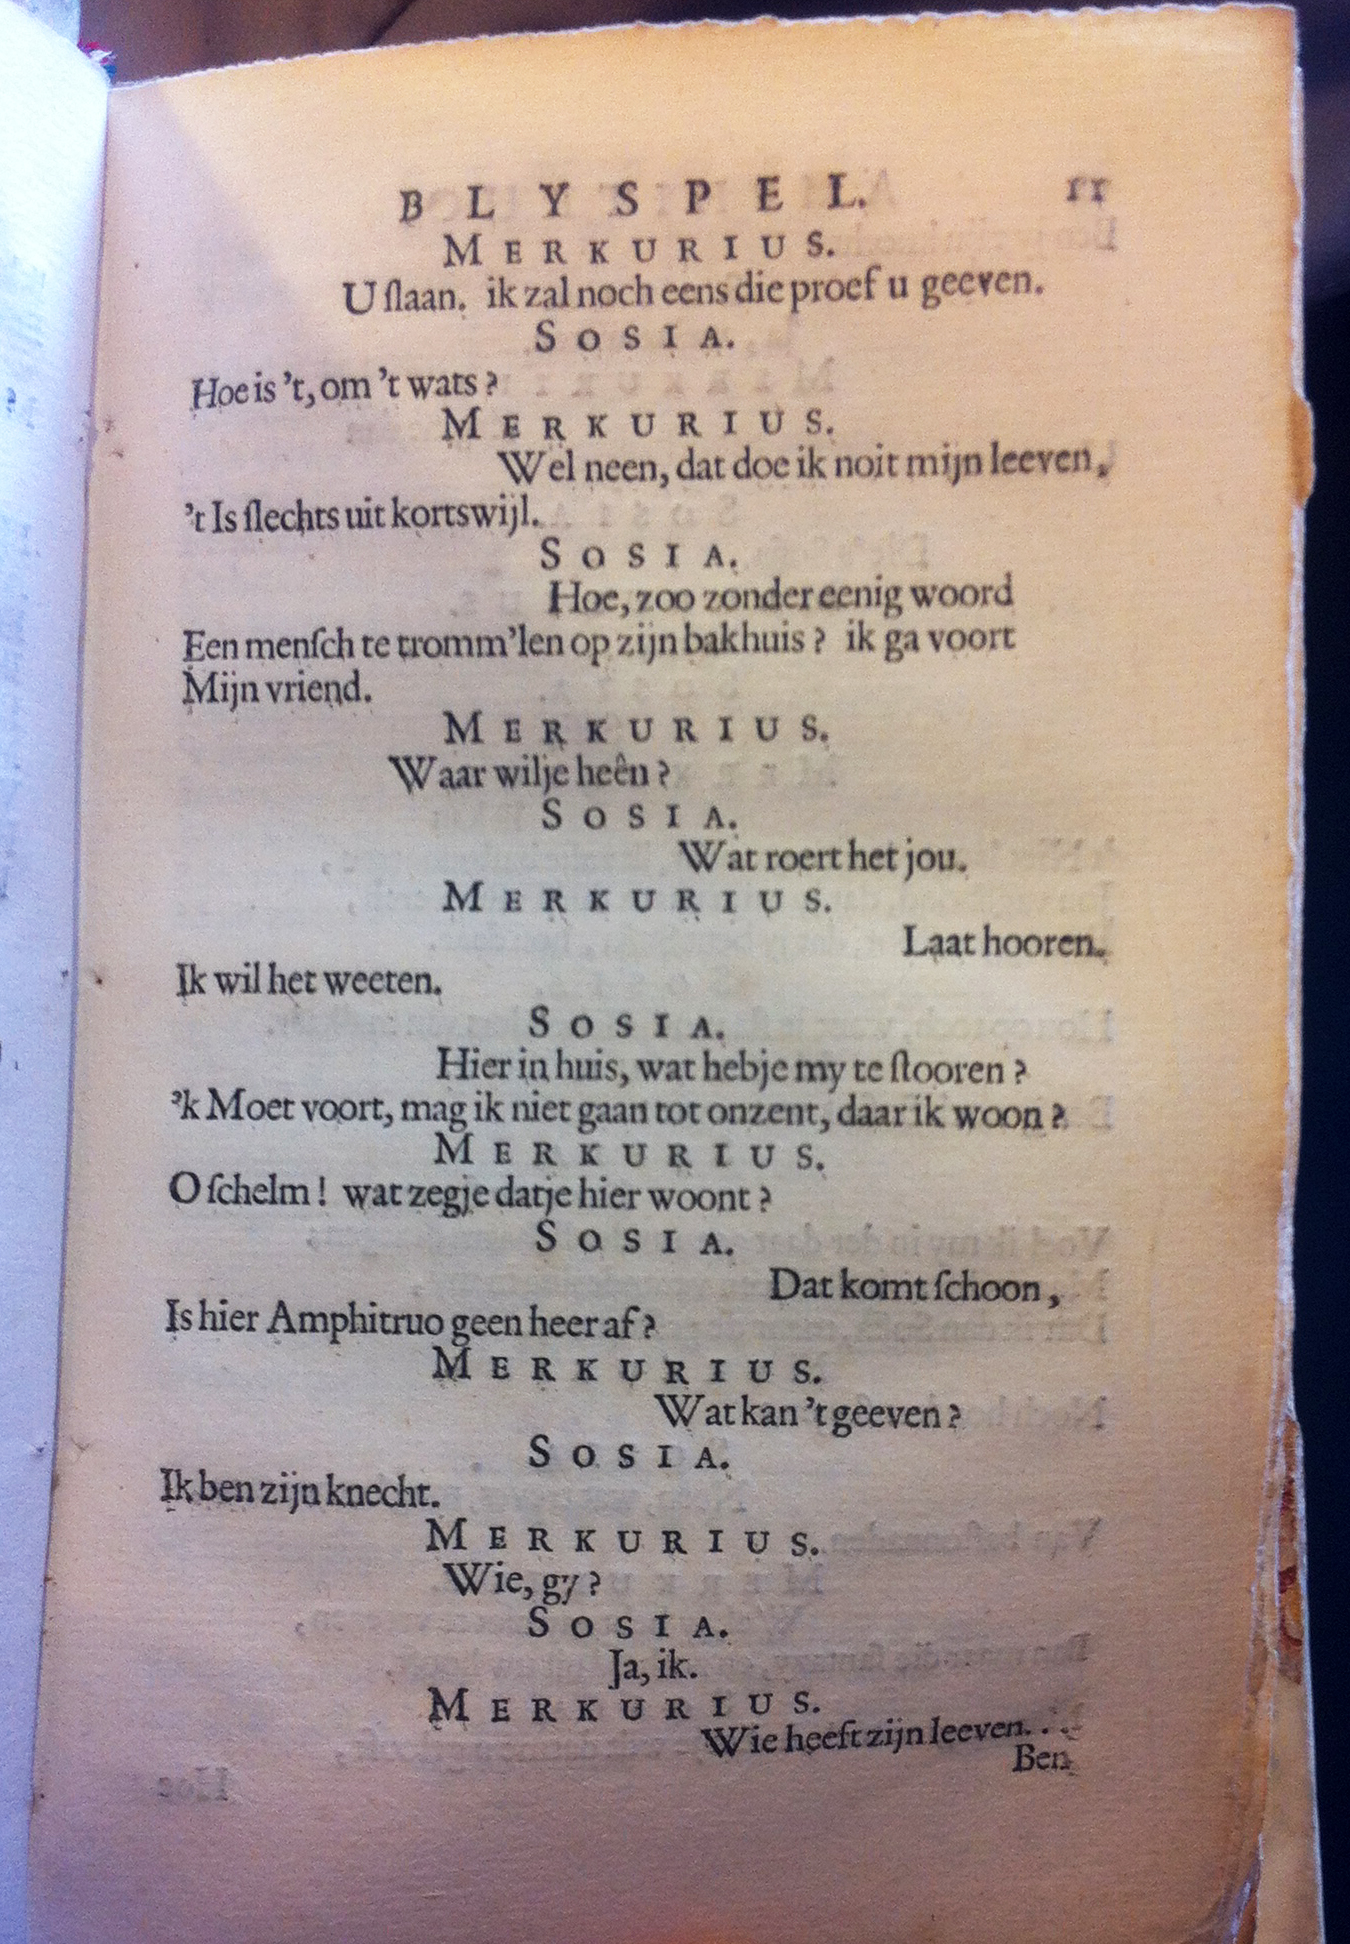 BLYSPEL. 11
MERKURIUS.
U ſlaan. ik zal noch eens die proef u geeven.
SOSIA.
Hoe is 't, om 't wats?
MERKURIUS.
Wel neen, dat doe ik noit mijn leeven,
't Is ſlechts uit kortswijl.
SOSIA.
Hoe, zoo zonder eenig woord
Een menſch te tromm'len op zijn bakhuis? ik ga voort
Mijn vriend.
MERKURIUS.
Waar wilje heên?
SOSIA.
Wat roert het jou.
MERKURIUS.
Laat hooren.
Ik wil het weeten.
SOSIA.
Hier in huis, wat hebje my te ſtooren?
'k Moet voort, mag ik niet gaan tot onzent, daar ik woon?
MERKURIUS.
O ſchelm! wat zegje datje hier woont?
SOSIA.
Dat komt ſchoon,
Is hier Amphitruo geen heer af?
MERKURIUS.
Wat kan 't geeven?
SOSIA.
Ik ben zijn knecht.
MERKURIUS.
Wie, gy?
SOSIA.
Ja, ik.
MERKURIUS.
Wie heeft zijn leeven...
Ben